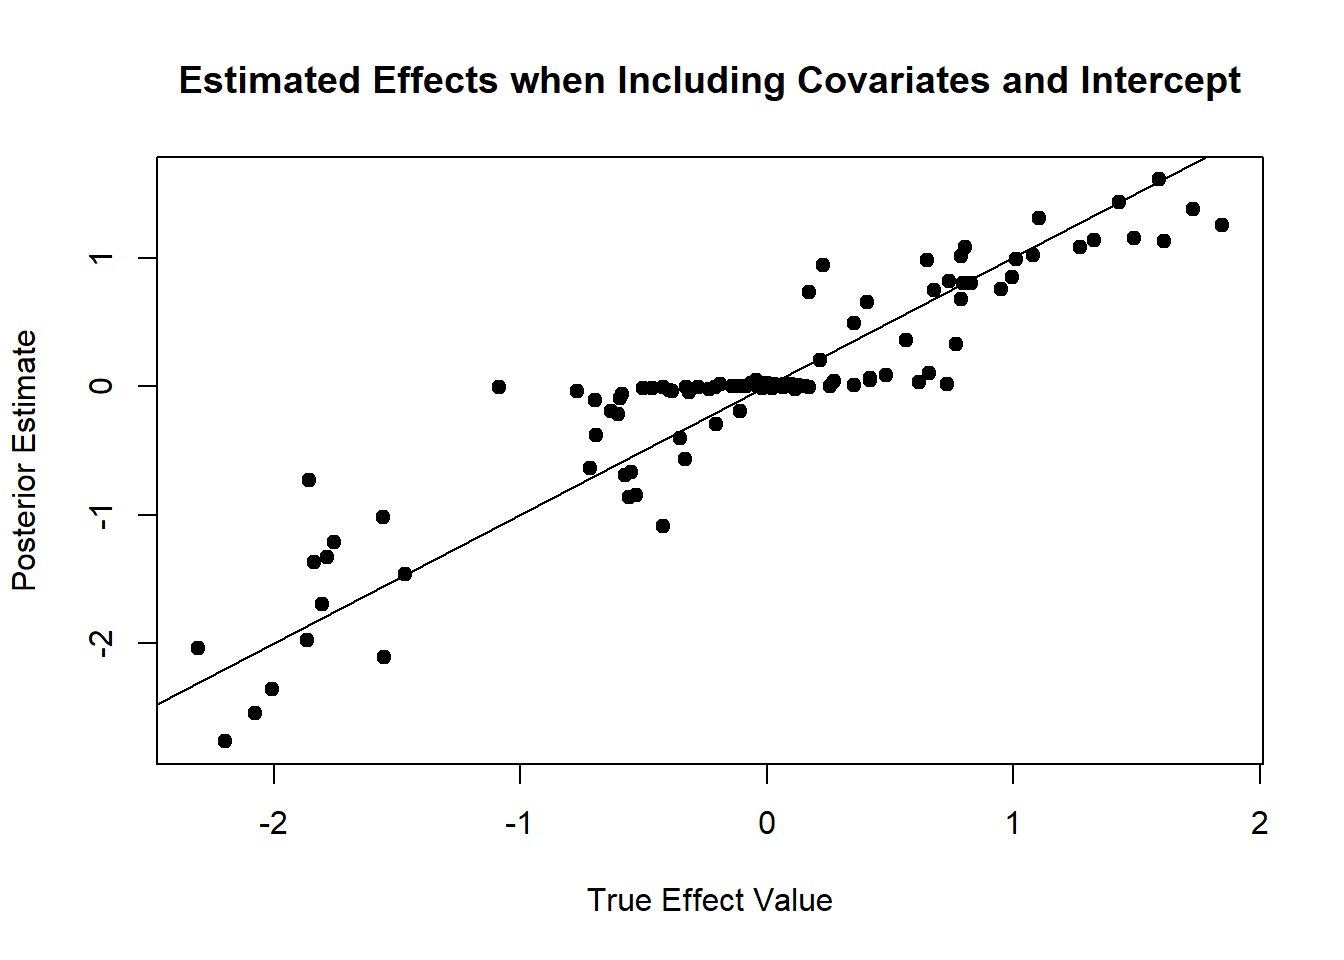 Estimated Effects when Including Covariates and Intercept
Posterior Estimate
1
0
-1
-2
-2 -1 0 1 2
True Effect Value